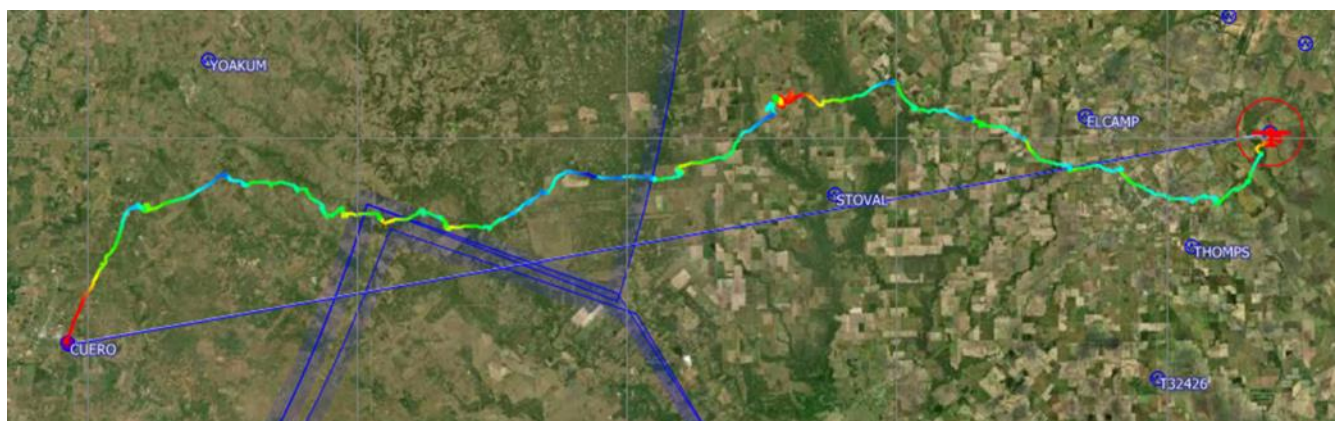 YOAKUM
ELCAMP
STOVAL
THOMPS
CUERO
T32426